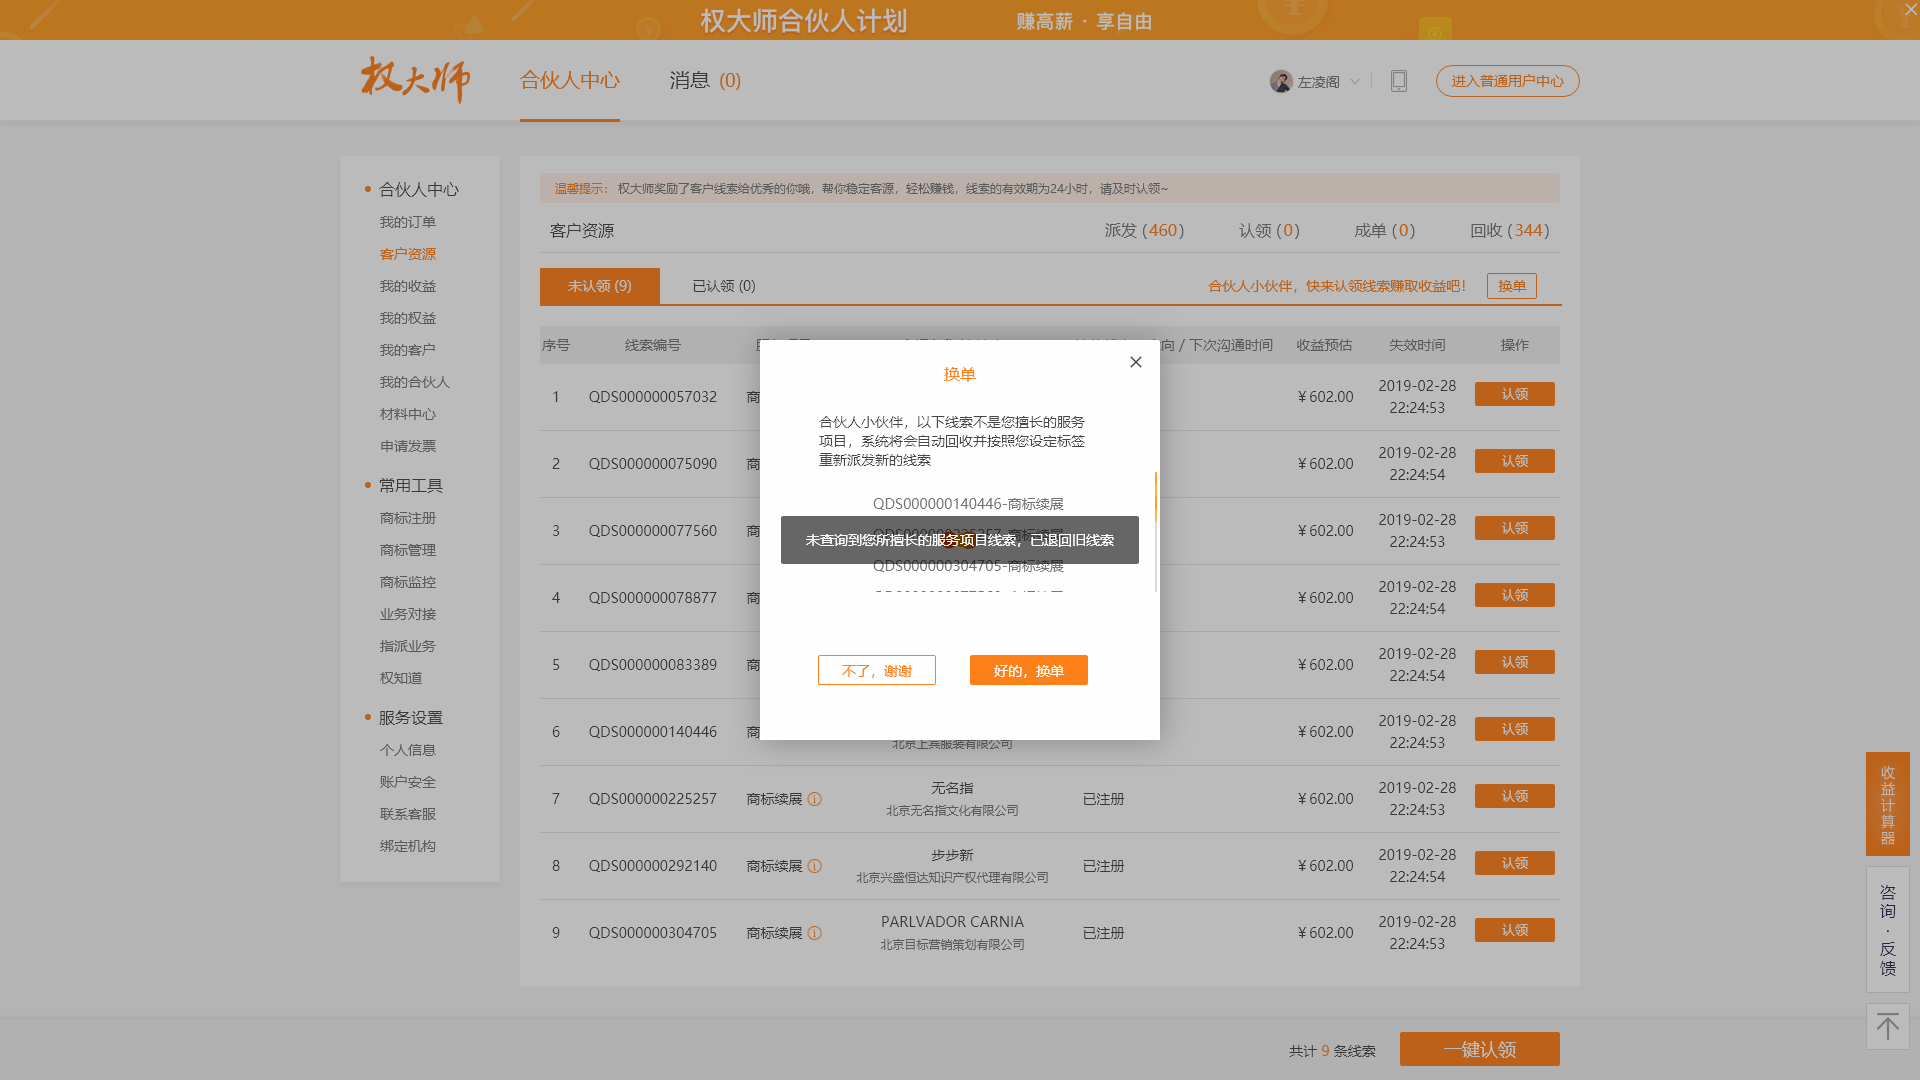 权大师合伙人计划
赚高薪 · 享自由
权大师
合伙人中心
消息 (0)
左凌阁
进入普通用户中心
合伙人中心
我的订单
客户资源
我的收益
我的权益
我的客户
我的合伙人
材料中心
申请发票
常用工具
商标注册
商标管理
商标监控
业务对接
指派业务
权知道
服务设置
个人信息
账户安全
联系客服
绑定机构
温馨提示： 权大师奖励了客户线索给优秀的你哦，帮你稳定客源，轻松赚钱，线索的有效期为24小时，请及时认领~
客户资源
派发 (460)
认领 (0)
成单 (0)
回收 (344)
未认领 (9)
已认领 (0)
合伙人小伙伴，快来认领线索赚取收益吧！
换单
序号 线索编号 向 / 下次沟通时间 收益预估 失效时间 操作
1 QDS000000057032 商 ￥602.00 2019-02-28 22:24:53 认领
2 QDS000000075090 商 ￥602.00 2019-02-28 22:24:54 认领
3 QDS000000077560 商 ￥602.00 2019-02-28 22:24:53 认领
4 QDS000000078877 商 ￥602.00 2019-02-28 22:24:54 认领
5 QDS000000083389 商 ￥602.00 2019-02-28 22:24:54 认领
6 QDS000000140446 商 北京上宾服装有限公司 ￥602.00 2019-02-28 22:24:53 认领
7 QDS000000225257 商标续展 无名指 北京无名指文化有限公司 已注册 ￥602.00 2019-02-28 22:24:53 认领
8 QDS000000292140 商标续展 步步新 北京兴盛恒达知识产权代理有限公司 已注册 ￥602.00 2019-02-28 22:24:54 认领
9 QDS000000304705 商标续展 PARLVADOR CARNIA 北京目标营销策划有限公司 已注册 ￥602.00 2019-02-28 22:24:53 认领
换单
合伙人小伙伴，以下线索不是您擅长的服务
项目，系统将会自动回收并按照您设定标签
重新派发新的线索
QDS000000140446-商标续展
未查询到您所擅长的服务项目线索，已退回旧线索
QDS000000304705-商标续展
不了，谢谢
好的，换单
收益计算器
咨询·反馈
共计 9 条线索
一键认领